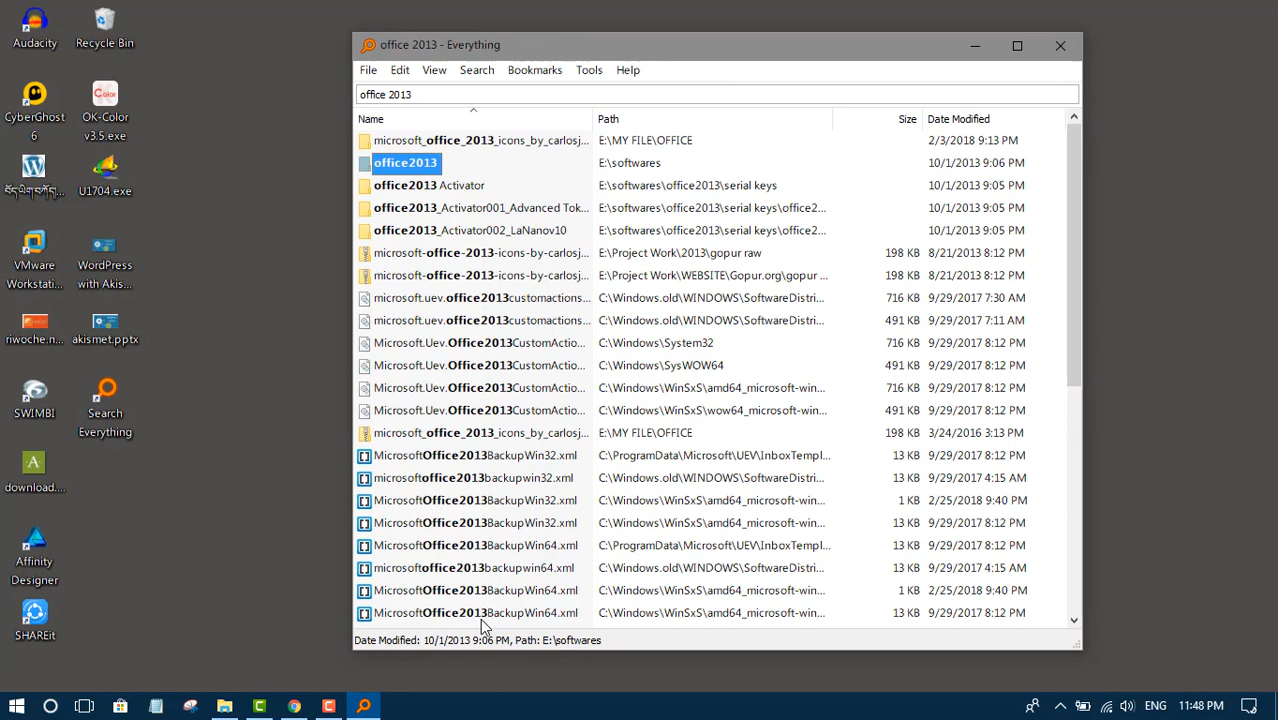 Audacity
Recycle Bin
CyberGhost
6
OK-Color
v3.5.exe
U1704.exe
VMware
Workstati...
WordPress
with Akis...
riwoche.n...
akismet.pptx
SWIMBI
Search
Everything
download....
Affinity
Designer
SHAREit
office 2013 - Everything
File Edit View Search Bookmarks Tools Help
office 2013
Name Path Size Date Modified
microsoft_office_2013_icons_by_carlosj... E:\MY FILE\OFFICE 2/3/2018 9:13 PM
office2013 E:\softwares 10/1/2013 9:06 PM
office2013 Activator E:\softwares\office2013\serial keys 10/1/2013 9:05 PM
office2013_Activator001_Advanced Tok... E:\softwares\office2013\serial keys\office2... 10/1/2013 9:05 PM
office2013_Activator002_LaNanov10 E:\softwares\office2013\serial keys\office2... 10/1/2013 9:05 PM
microsoft-office-2013-icons-by-carlosj... E:\Project Work\2013\gopur raw 198 KB 8/21/2013 8:12 PM
microsoft-office-2013-icons-by-carlosj... E:\Project Work\WEBSITE\Gopur.org\gopur ... 198 KB 8/21/2013 8:12 PM
microsoft.uev.office2013customactions... C:\Windows.old\WINDOWS\SoftwareDistri... 716 KB 9/29/2017 7:30 AM
microsoft.uev.office2013customactions... C:\Windows.old\WINDOWS\SoftwareDistri... 491 KB 9/29/2017 7:11 AM
Microsoft.Uev.Office2013CustomActio... C:\Windows\System32 716 KB 9/29/2017 8:12 PM
Microsoft.Uev.Office2013CustomActio... C:\Windows\SysWOW64 491 KB 9/29/2017 8:12 PM
Microsoft.Uev.Office2013CustomActio... C:\Windows\WinSxS\amd64_microsoft-win... 716 KB 9/29/2017 8:12 PM
Microsoft.Uev.Office2013CustomActio... C:\Windows\WinSxS\wow64_microsoft-win... 491 KB 9/29/2017 8:12 PM
microsoft_office_2013_icons_by_carlosj... E:\MY FILE\OFFICE 198 KB 3/24/2016 3:13 PM
MicrosoftOffice2013BackupWin32.xml C:\ProgramData\Microsoft\UEV\InboxTempl... 13 KB 9/29/2017 8:12 PM
microsoftoffice2013backupwin32.xml C:\Windows.old\WINDOWS\SoftwareDistri... 13 KB 9/29/2017 4:15 AM
MicrosoftOffice2013BackupWin32.xml C:\Windows\WinSxS\amd64_microsoft-win... 1 KB 2/25/2018 9:40 PM
MicrosoftOffice2013BackupWin32.xml C:\Windows\WinSxS\amd64_microsoft-win... 13 KB 9/29/2017 8:12 PM
MicrosoftOffice2013BackupWin64.xml C:\ProgramData\Microsoft\UEV\InboxTempl... 13 KB 9/29/2017 8:12 PM
microsoftoffice2013backupwin64.xml C:\Windows.old\WINDOWS\SoftwareDistri... 13 KB 9/29/2017 4:15 AM
MicrosoftOffice2013BackupWin64.xml C:\Windows\WinSxS\amd64_microsoft-win... 1 KB 2/25/2018 9:40 PM
MicrosoftOffice2013BackupWin64.xml C:\Windows\WinSxS\amd64_microsoft-win... 13 KB 9/29/2017 8:12 PM
Date Modified: 10/1/2013 9:06 PM, Path: E:\softwares
ENG 11:48 PM